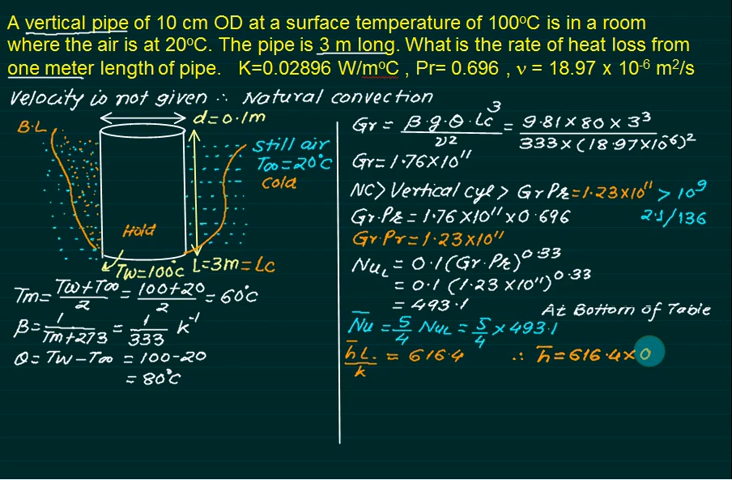 A vertical pipe of 10 cm OD at a surface temperature of 100⁰C is in a room
where the air is at 20⁰C. The pipe is 3 m long. What is the rate of heat loss from
one meter length of pipe. K=0.02896 W/m⁰C , Pr= 0.696 , ν = 18.97 x 10⁻⁶ m²/s
Velocity is not given ∴ Natural convection
d=0.1m
B.L
Still air
T∞=20°C
Cold
Hold
Tw=100°C L=3m=Lc
Tm = (Tw+T∞)/2 = (100+20)/2 = 60°C
β = 1/(Tm+273) = 1/333 K⁻¹
θ = Tw-T∞ = 100-20
= 80°C
Gr = β·g·θ·Lc³/ν² = 9.81×80×3³/333×(18.97×10⁻⁶)²
Gr = 1.76×10¹¹
NC > Vertical cyl > Gr Pr = 1.23×10¹¹ > 10⁹
Gr.Pr = 1.76×10¹¹×0.696 2.1/136
Gr.Pr = 1.23×10¹¹
NuL = 0.1(Gr.Pr)^0.33
= 0.1 (1.23 ×10¹¹)^0.33
= 493.1 At Bottom of Table
N̅u̅ = 5/4 NuL = 5/4 × 493.1
h̅L/k = 616.4 ∴ h̅ = 616.4×0